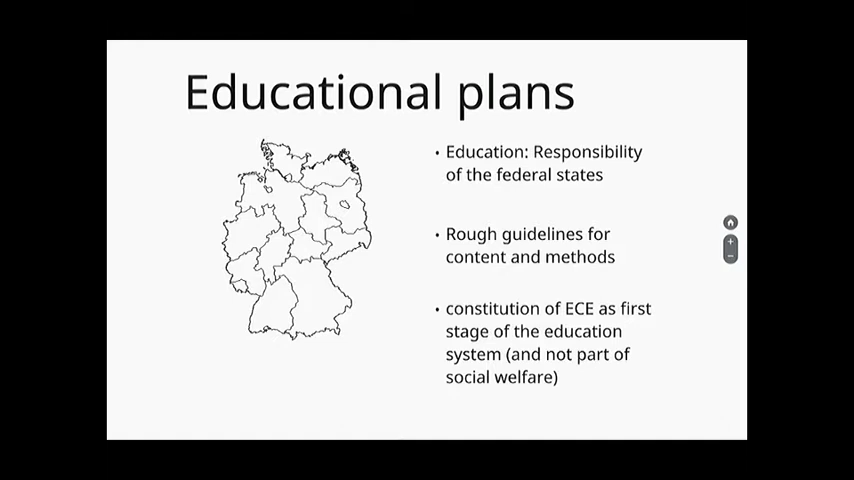 Educational plans
• Education: Responsibility
of the federal states
• Rough guidelines for
content and methods
• constitution of ECE as first
stage of the education
system (and not part of
social welfare)